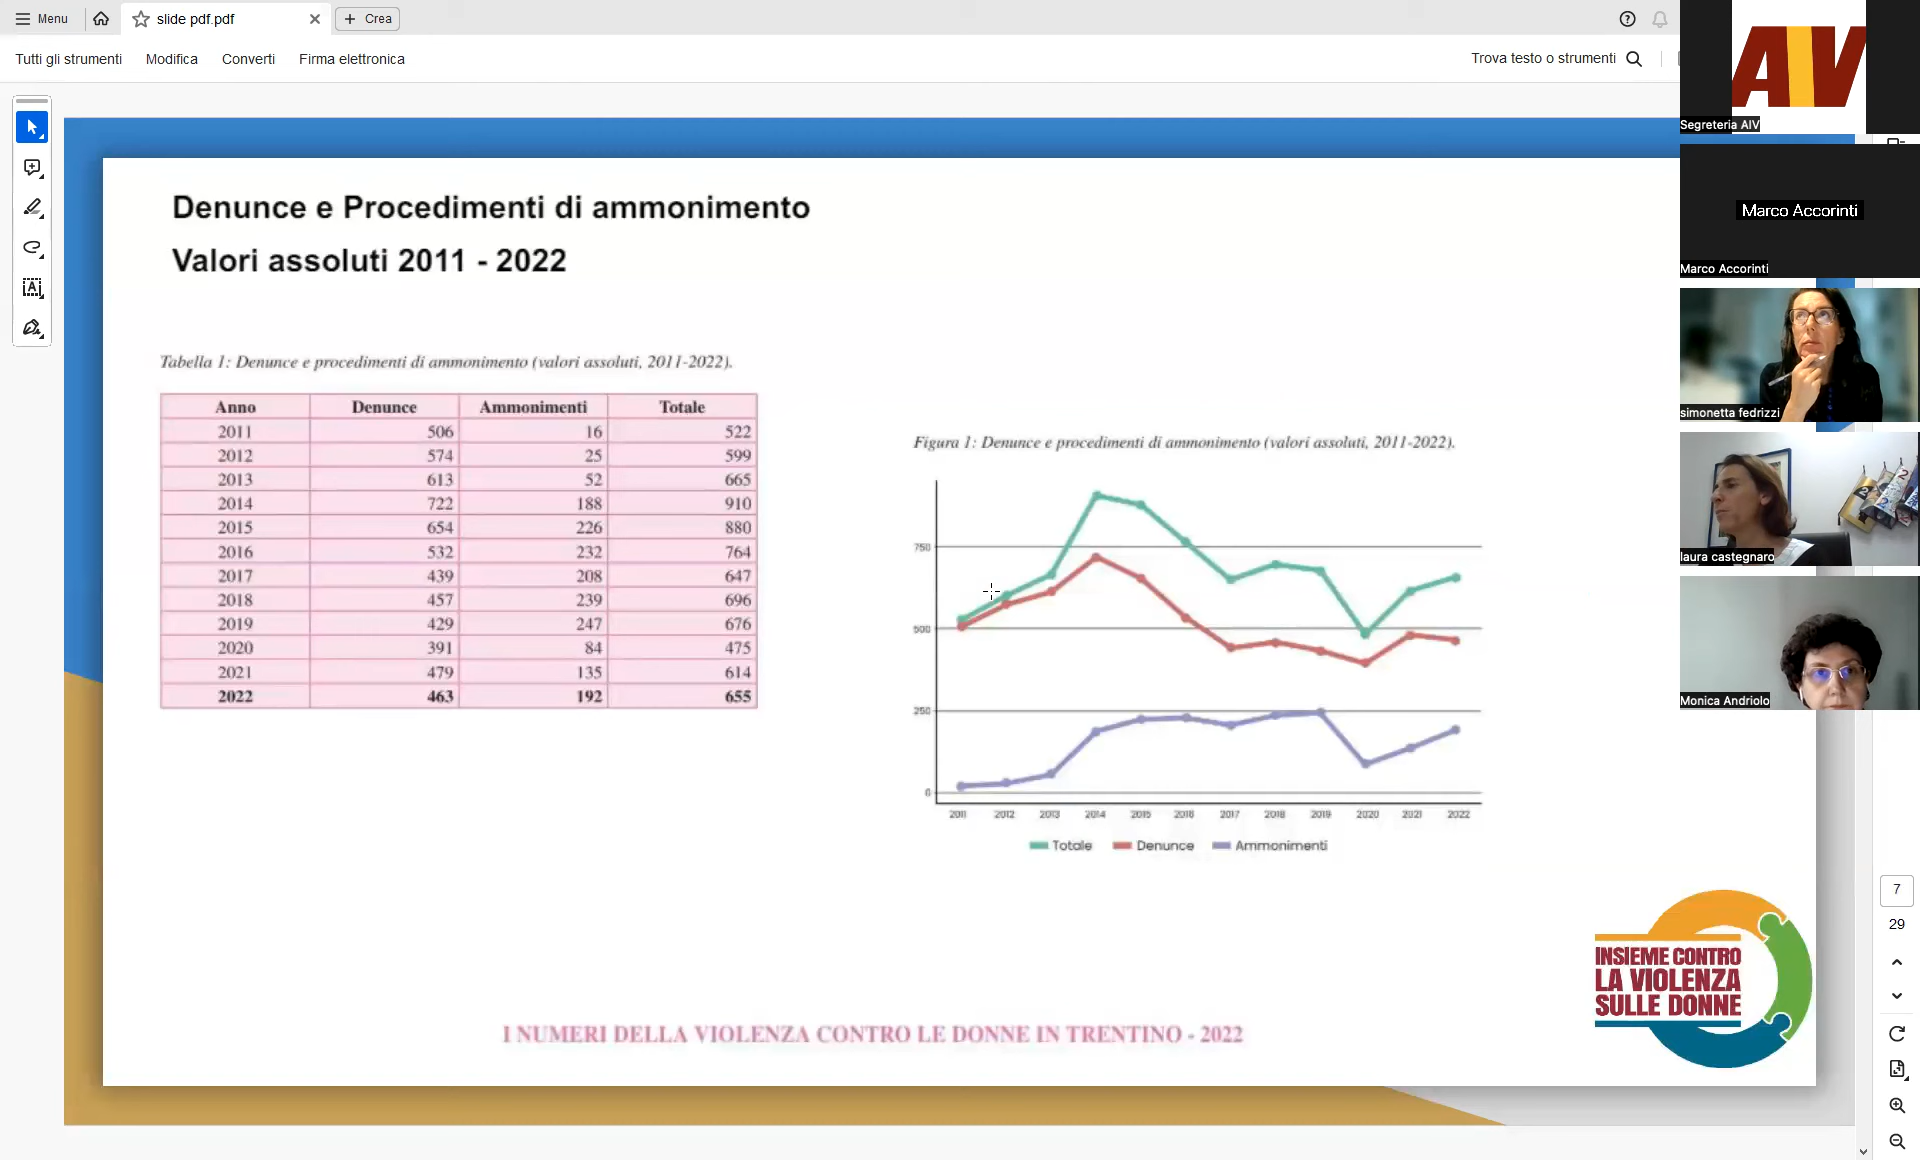 Menu
slide pdf.pdf
Crea
Tutti gli strumenti
Modifica
Converti
Firma elettronica
Trova testo o strumenti
Denunce e Procedimenti di ammonimento
Valori assoluti 2011 - 2022
Tabella 1: Denunce e procedimenti di ammonimento (valori assoluti, 2011-2022).
Anno Denunce Ammonimenti Totale
2011 506 16 522
2012 574 25 599
2013 613 52 665
2014 722 188 910
2015 654 226 880
2016 532 232 764
2017 439 208 647
2018 457 239 696
2019 429 247 676
2020 391 84 475
2021 479 135 614
2022 463 192 655
Figura 1: Denunce e procedimenti di ammonimento (valori assoluti, 2011-2022).
750
500
250
0
2011 2012 2013 2014 2015 2016 2017 2018 2019 2020 2021 2022
Totale Denunce Ammonimenti
INSIEME CONTRO
LA VIOLENZA
SULLE DONNE
I NUMERI DELLA VIOLENZA CONTRO LE DONNE IN TRENTINO - 2022
AIV
Segreteria AIV
Marco Accorinti
Marco Accorinti
simonetta fedrizzi
laura castegnaro
Monica Andriolo
7
29